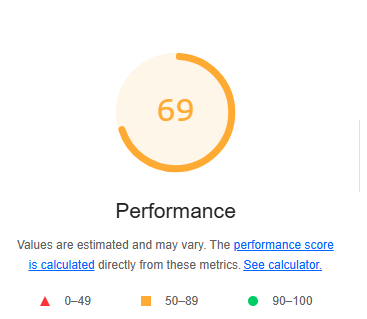 69
Performance
Values are estimated and may vary. The performance score
is calculated directly from these metrics. See calculator.
0–49 50–89 90–100